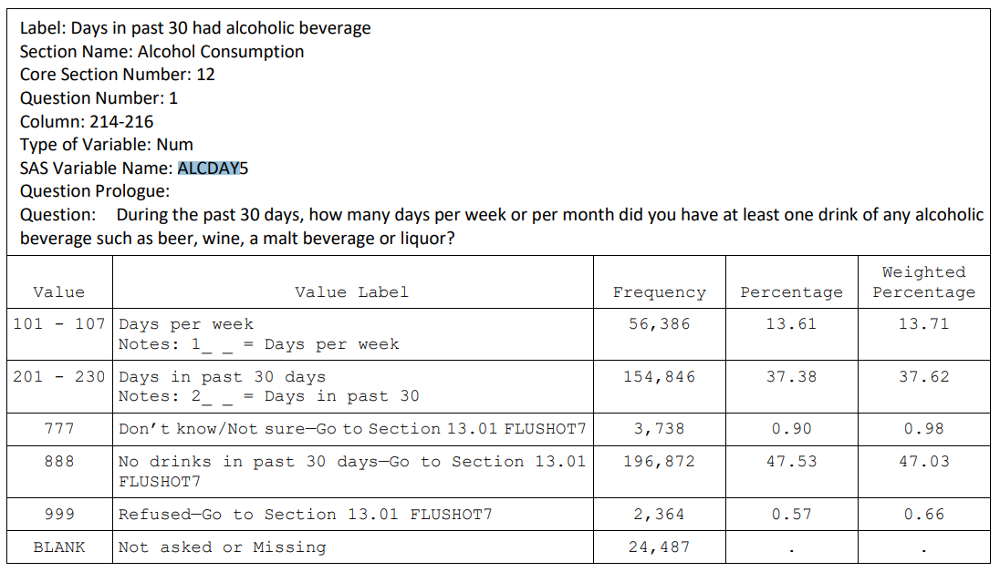 Label: Days in past 30 had alcoholic beverage
Section Name: Alcohol Consumption
Core Section Number: 12
Question Number: 1
Column: 214-216
Type of Variable: Num
SAS Variable Name: ALCDAY5
Question Prologue:
Question: During the past 30 days, how many days per week or per month did you have at least one drink of any alcoholic
beverage such as beer, wine, a malt beverage or liquor?
Value Value Label Frequency Percentage Weighted Percentage
101 - 107 Days per week 56,386 13.61 13.71
Notes: 1_ _ = Days per week
201 - 230 Days in past 30 days 154,846 37.38 37.62
Notes: 2_ _ = Days in past 30
777 Don’t know/Not sure—Go to Section 13.01 FLUSHOT7 3,738 0.90 0.98
888 No drinks in past 30 days—Go to Section 13.01 196,872 47.53 47.03
FLUSHOT7
999 Refused—Go to Section 13.01 FLUSHOT7 2,364 0.57 0.66
BLANK Not asked or Missing 24,487 . .